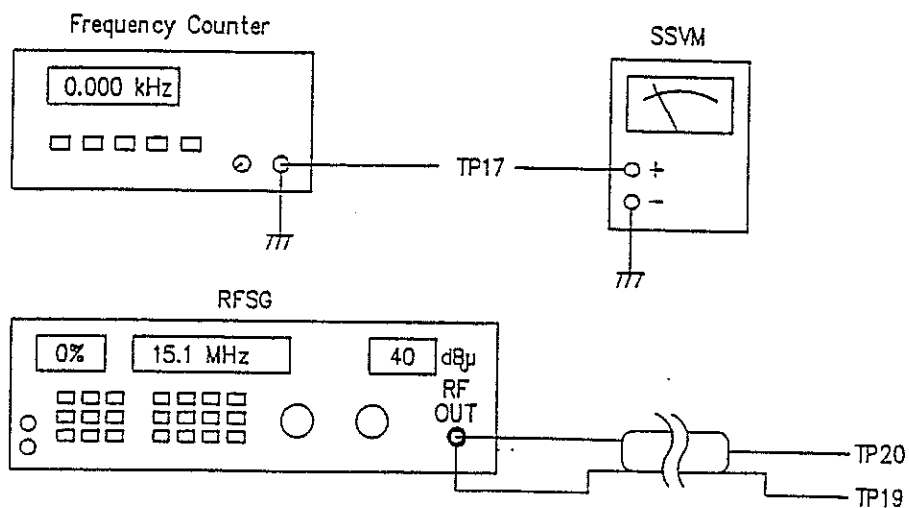 Frequency Counter
SSVM
0.000 kHz
TP17
+
-
RFSG
0%
15.1 MHz
40
dBμ
RF
OUT
TP20
TP19